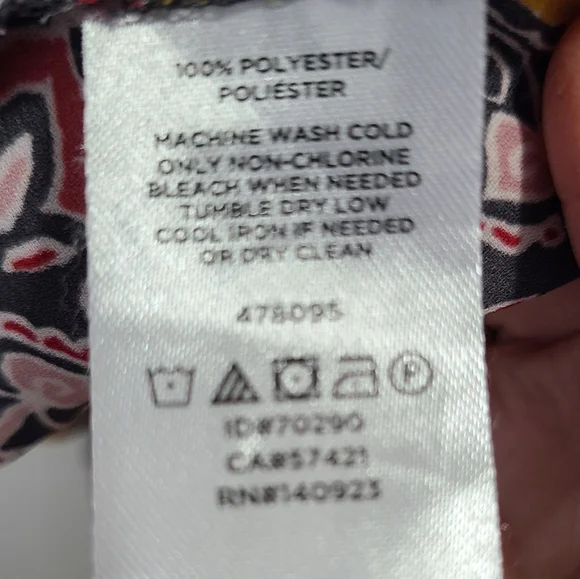 100% POLYESTER/
POLIÉSTER
MACHINE WASH COLD
ONLY NON-CHLORINE
BLEACH WHEN NEEDED
TUMBLE DRY LOW
COOL IRON IF NEEDED
OR DRY CLEAN
478095
P
ID#70290
CA#57421
RN#140923